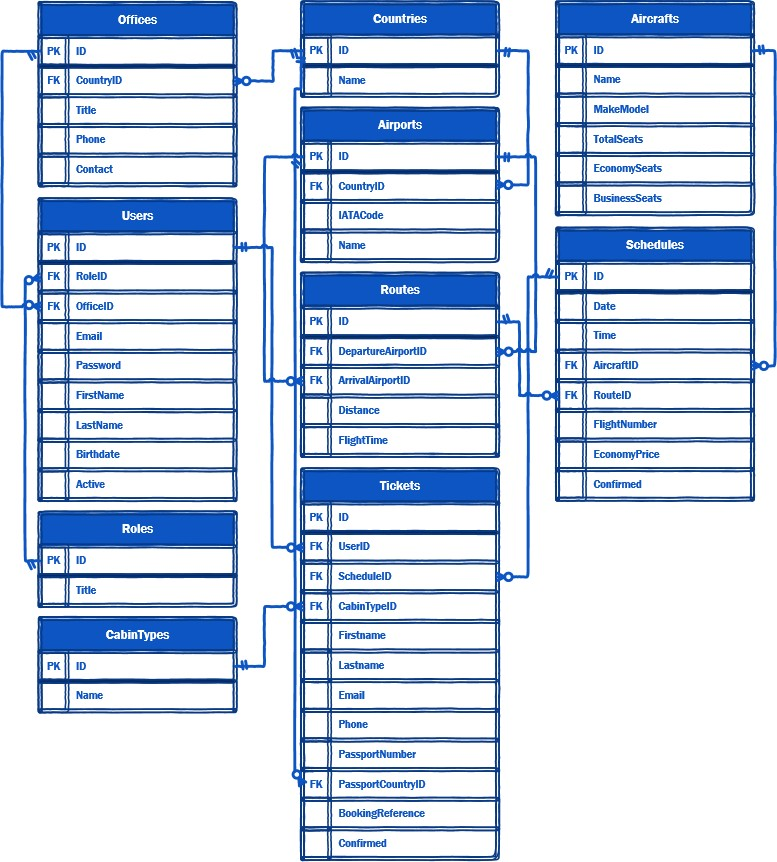 Offices
PK ID
FK CountryID
Title
Phone
Contact
Users
PK ID
FK RoleID
FK OfficeID
Email
Password
FirstName
LastName
Birthdate
Active
Roles
PK ID
Title
CabinTypes
PK ID
Name
Countries
PK ID
Name
Airports
PK ID
FK CountryID
IATACode
Name
Routes
PK ID
FK DepartureAirportID
FK ArrivalAirportID
Distance
FlightTime
Tickets
PK ID
FK UserID
FK ScheduleID
FK CabinTypeID
Firstname
Lastname
Email
Phone
PassportNumber
FK PassportCountryID
BookingReference
Confirmed
Aircrafts
PK ID
Name
MakeModel
TotalSeats
EconomySeats
BusinessSeats
Schedules
PK ID
Date
Time
FK AircraftID
FK RouteID
FlightNumber
EconomyPrice
Confirmed